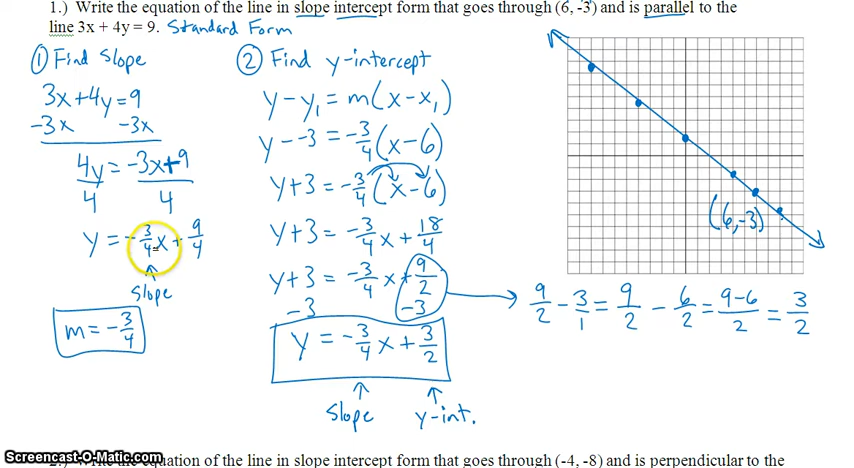 1.) Write the equation of the line in slope intercept form that goes through (6, -3) and is parallel to the
line 3x + 4y = 9. Standard Form
① Find Slope
3x+4y=9
-3x -3x
4y = -3x+9
4 4
y = -3/4x + 9/4
↑
Slope
m = -3/4
② Find y-intercept
y - y₁ = m(x - x₁)
y - -3 = -3/4(x - 6)
y + 3 = -3/4(x - 6)
y + 3 = -3/4x + 18/4
y + 3 = -3/4x + 9/2
-3 -3
y = -3/4x + 3/2
↑ ↑
Slope y-int.
(6,-3)
9/2 - 3/1 = 9/2 - 6/2 = 9-6/2 = 3/2
Screencast-O-Matic.com
2.) Write the equation of the line in slope intercept form that goes through (-4, -8) and is perpendicular to the